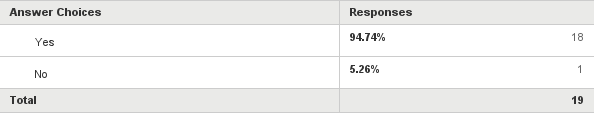 Answer Choices Responses
Yes 94.74% 18
No 5.26% 1
Total 19